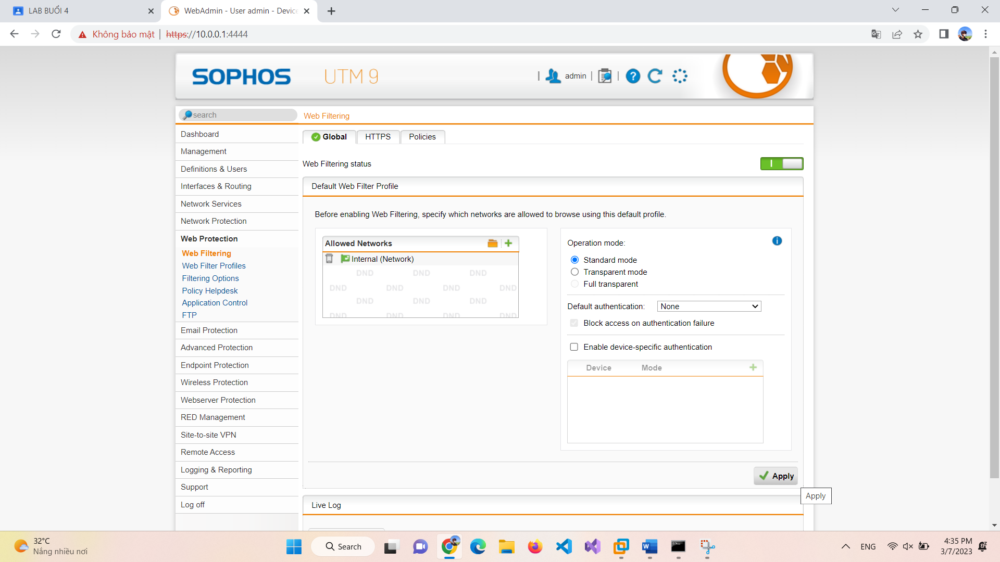 LAB BUỔI 4
WebAdmin - User admin - Device
Không bảo mật | https://10.0.0.1:4444
SOPHOS UTM 9
| admin | |
search
Web Filtering
Dashboard
Management
Definitions & Users
Interfaces & Routing
Network Services
Network Protection
Web Protection
Web Filtering
Web Filter Profiles
Filtering Options
Policy Helpdesk
Application Control
FTP
Email Protection
Advanced Protection
Endpoint Protection
Wireless Protection
Webserver Protection
RED Management
Site-to-site VPN
Remote Access
Logging & Reporting
Support
Log off
Global HTTPS Policies
Web Filtering status
Default Web Filter Profile
Before enabling Web Filtering, specify which networks are allowed to browse using this default profile.
Allowed Networks
Internal (Network)
DND DND DND
DND DND DND DND
DND DND DND
DND DND DND DND
Operation mode:
Standard mode
Transparent mode
Full transparent
Default authentication: None
Block access on authentication failure
Enable device-specific authentication
Device Mode
Apply
Apply
Live Log
32°C
Nắng nhiều nơi
Search
ENG
4:35 PM
3/7/2023